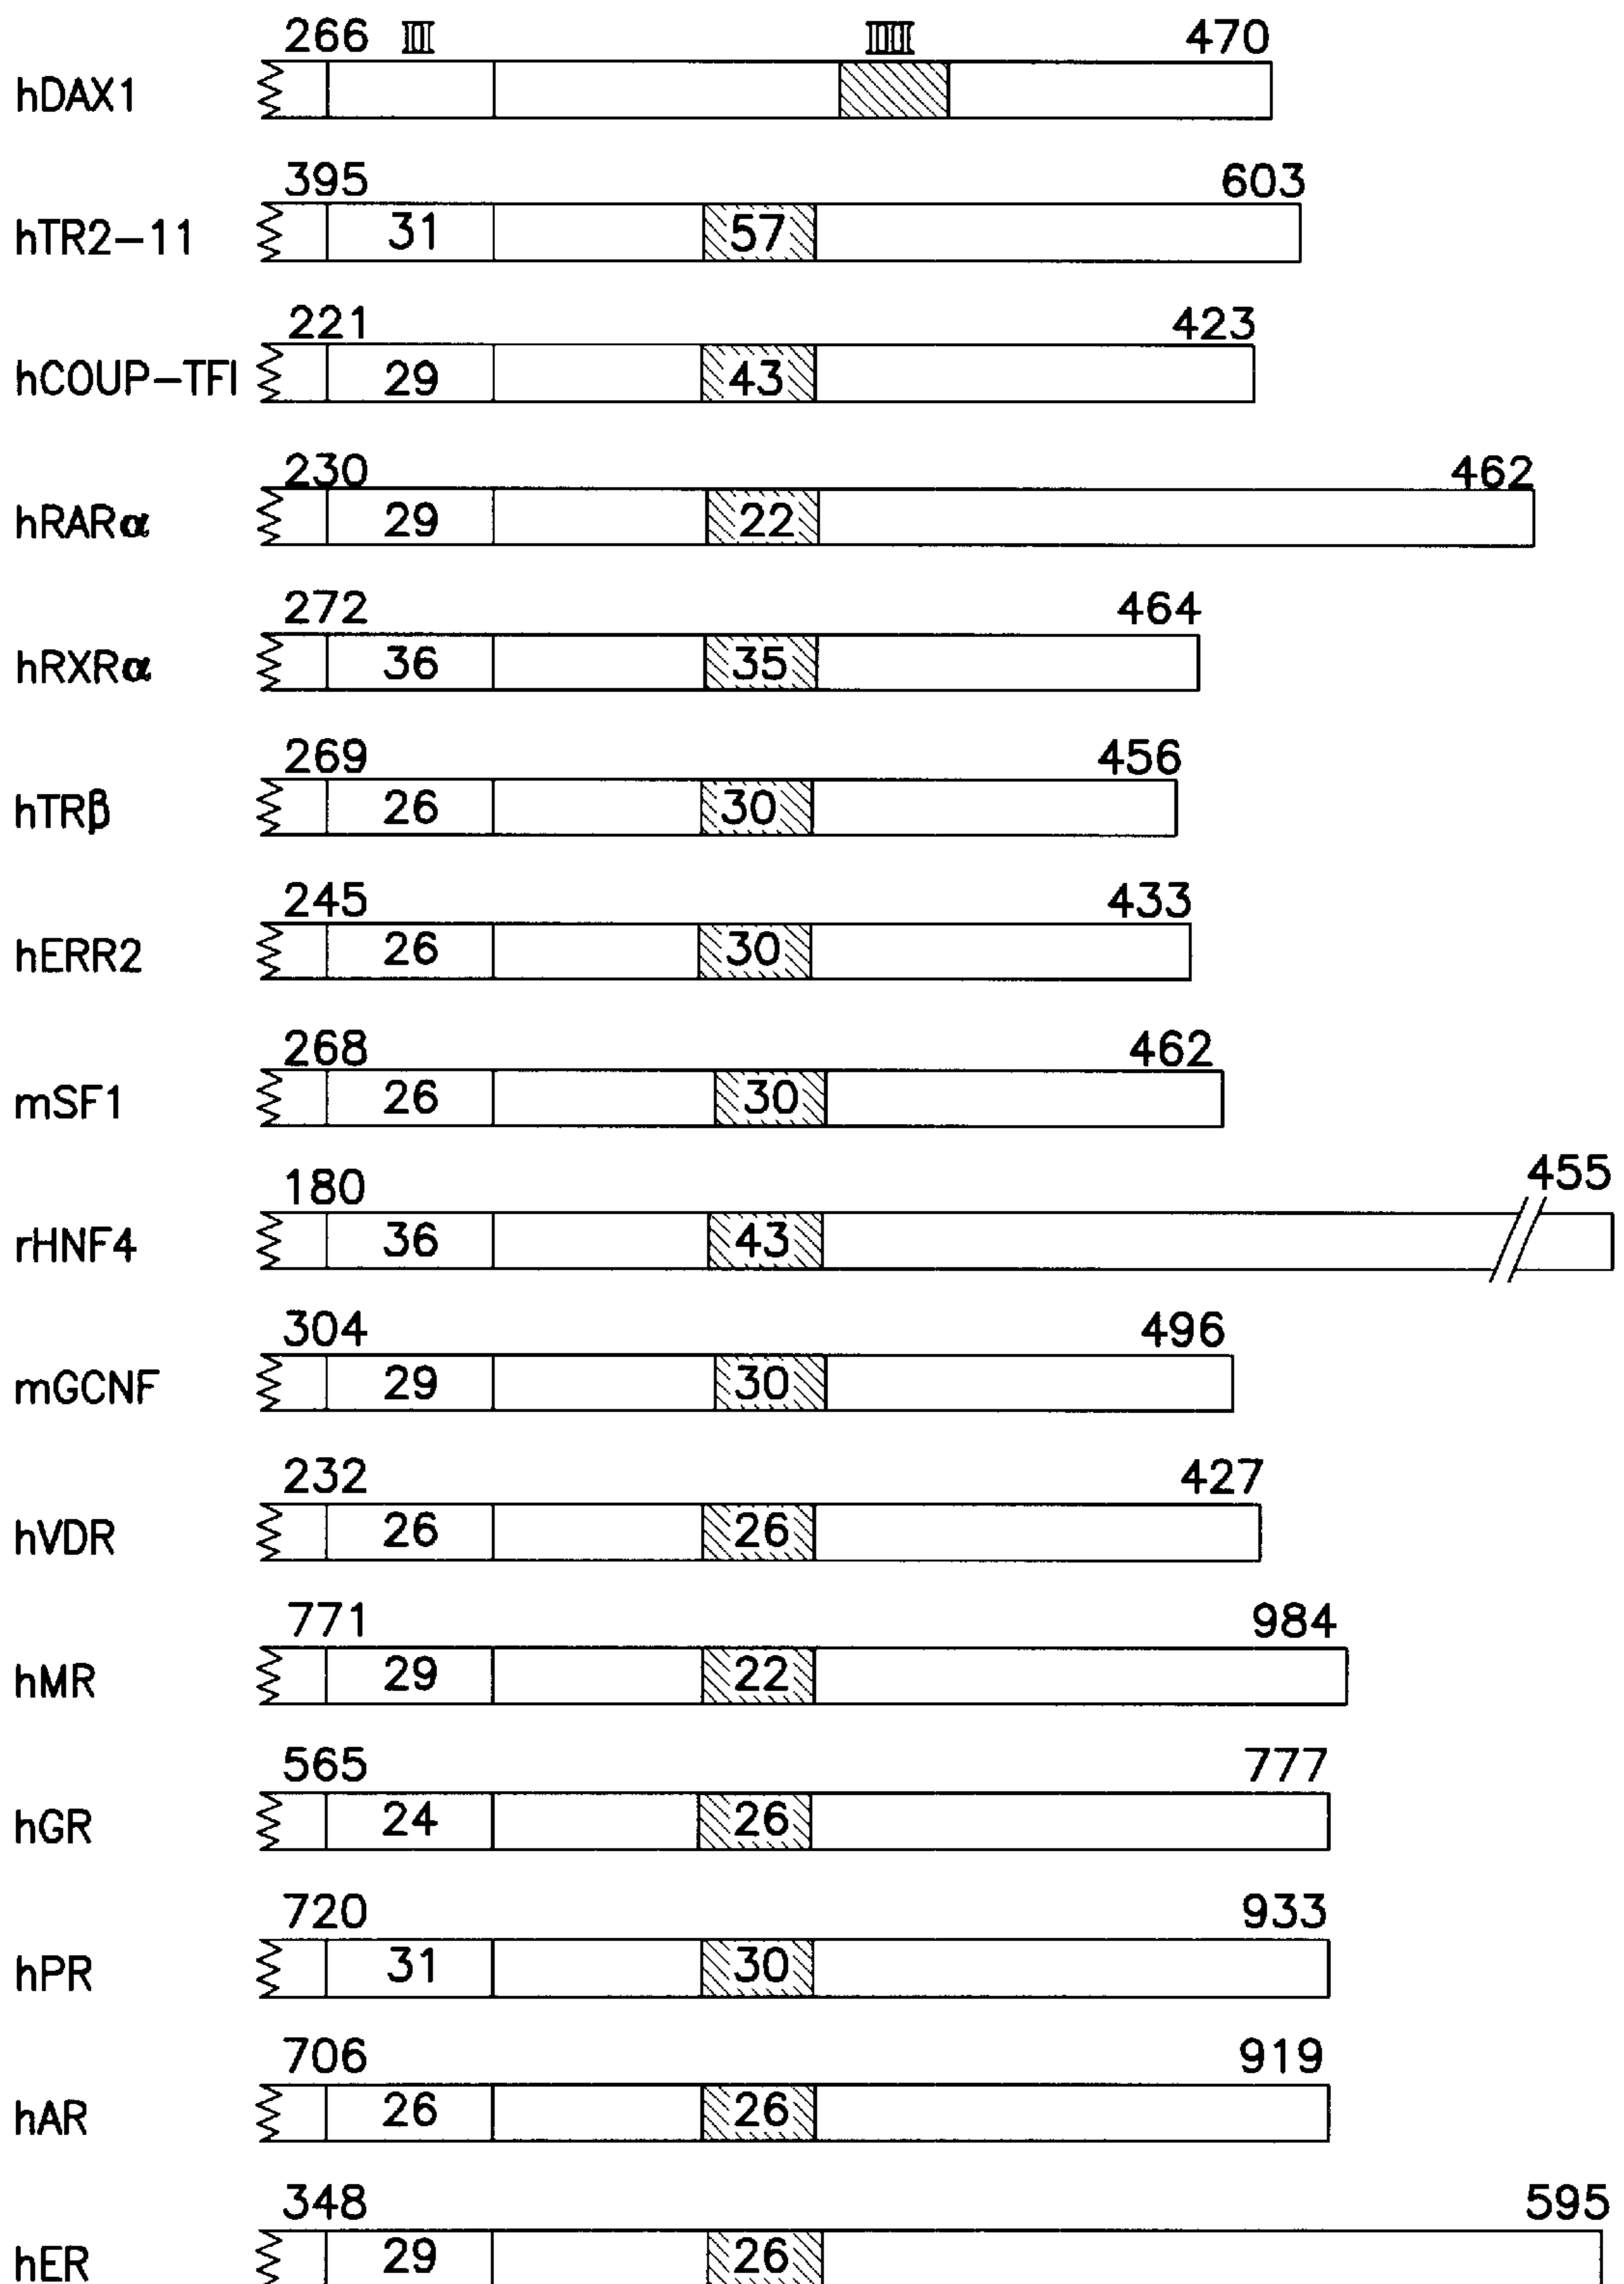 266 II III 470
hDAX1
395 603
hTR2-11 31 57
221 423
hCOUP-TFI 29 43
230 462
hRARα 29 22
272 464
hRXRα 36 35
269 456
hTRβ 26 30
245 433
hERR2 26 30
268 462
mSF1 26 30
180 455
rHNF4 36 43
304 496
mGCNF 29 30
232 427
hVDR 26 26
771 984
hMR 29 22
565 777
hGR 24 26
720 933
hPR 31 30
706 919
hAR 26 26
348 595
hER 29 26